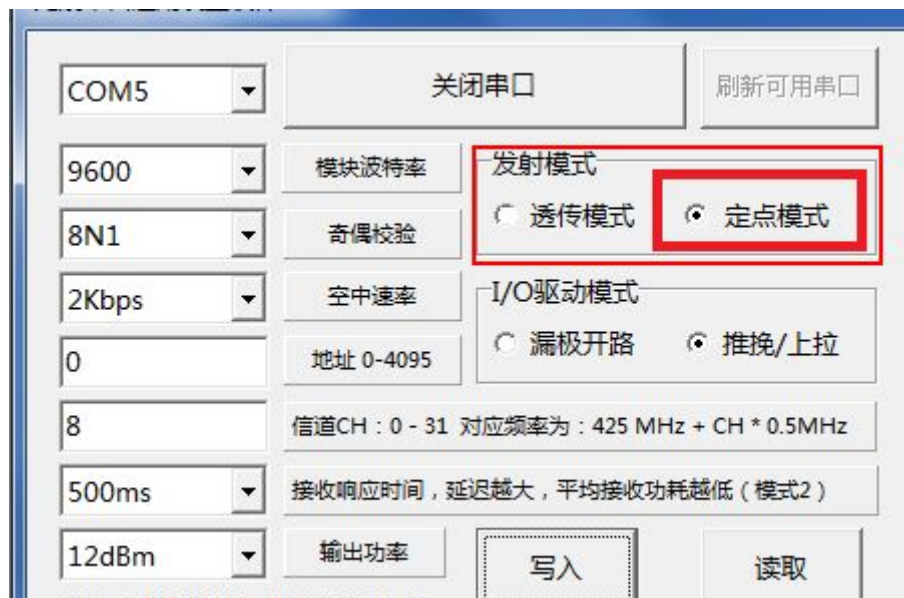 COM5 关闭串口 刷新可用串口
9600 模块波特率 发射模式
透传模式 定点模式
8N1 奇偶校验
2Kbps 空中速率 I/O驱动模式
漏极开路 推挽/上拉
0 地址 0-4095
8 信道CH：0 - 31 对应频率为：425 MHz + CH * 0.5MHz
500ms 接收响应时间，延迟越大，平均接收功耗越低（模式2）
12dBm 输出功率 写入 读取